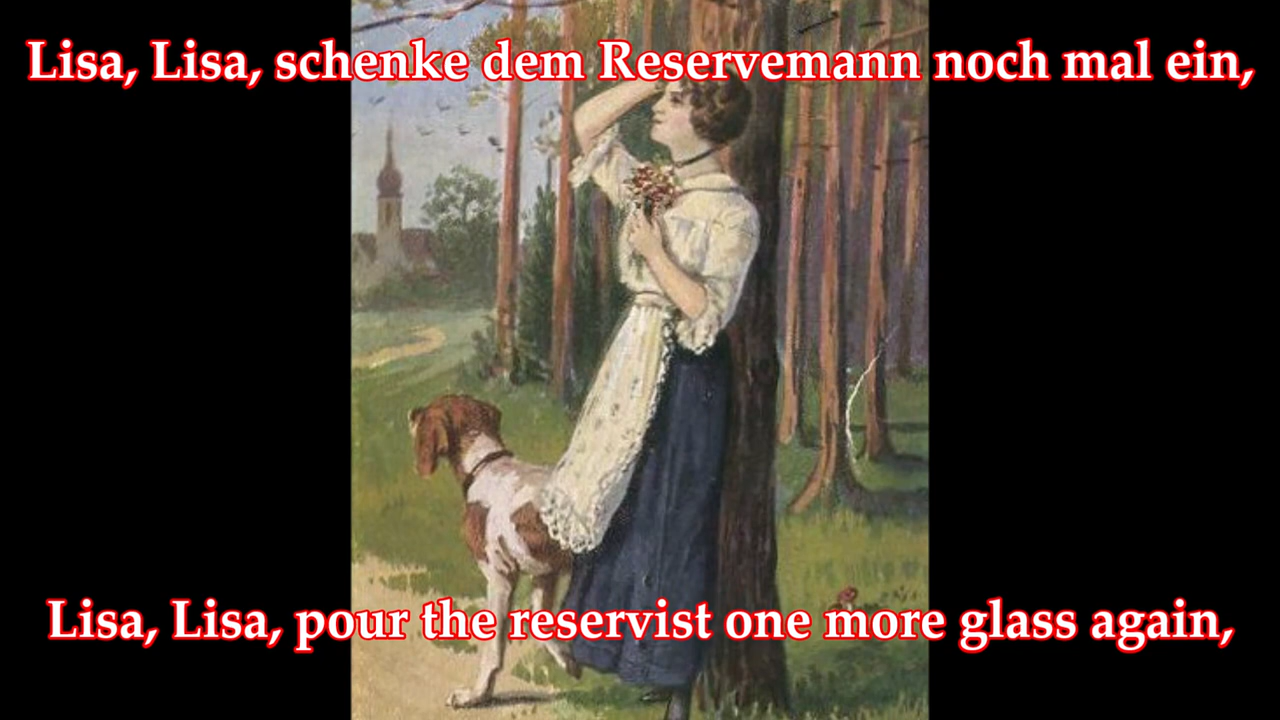 Lisa, Lisa, schenke dem Reservemann noch mal ein,
Lisa, Lisa, pour the reservist one more glass again,